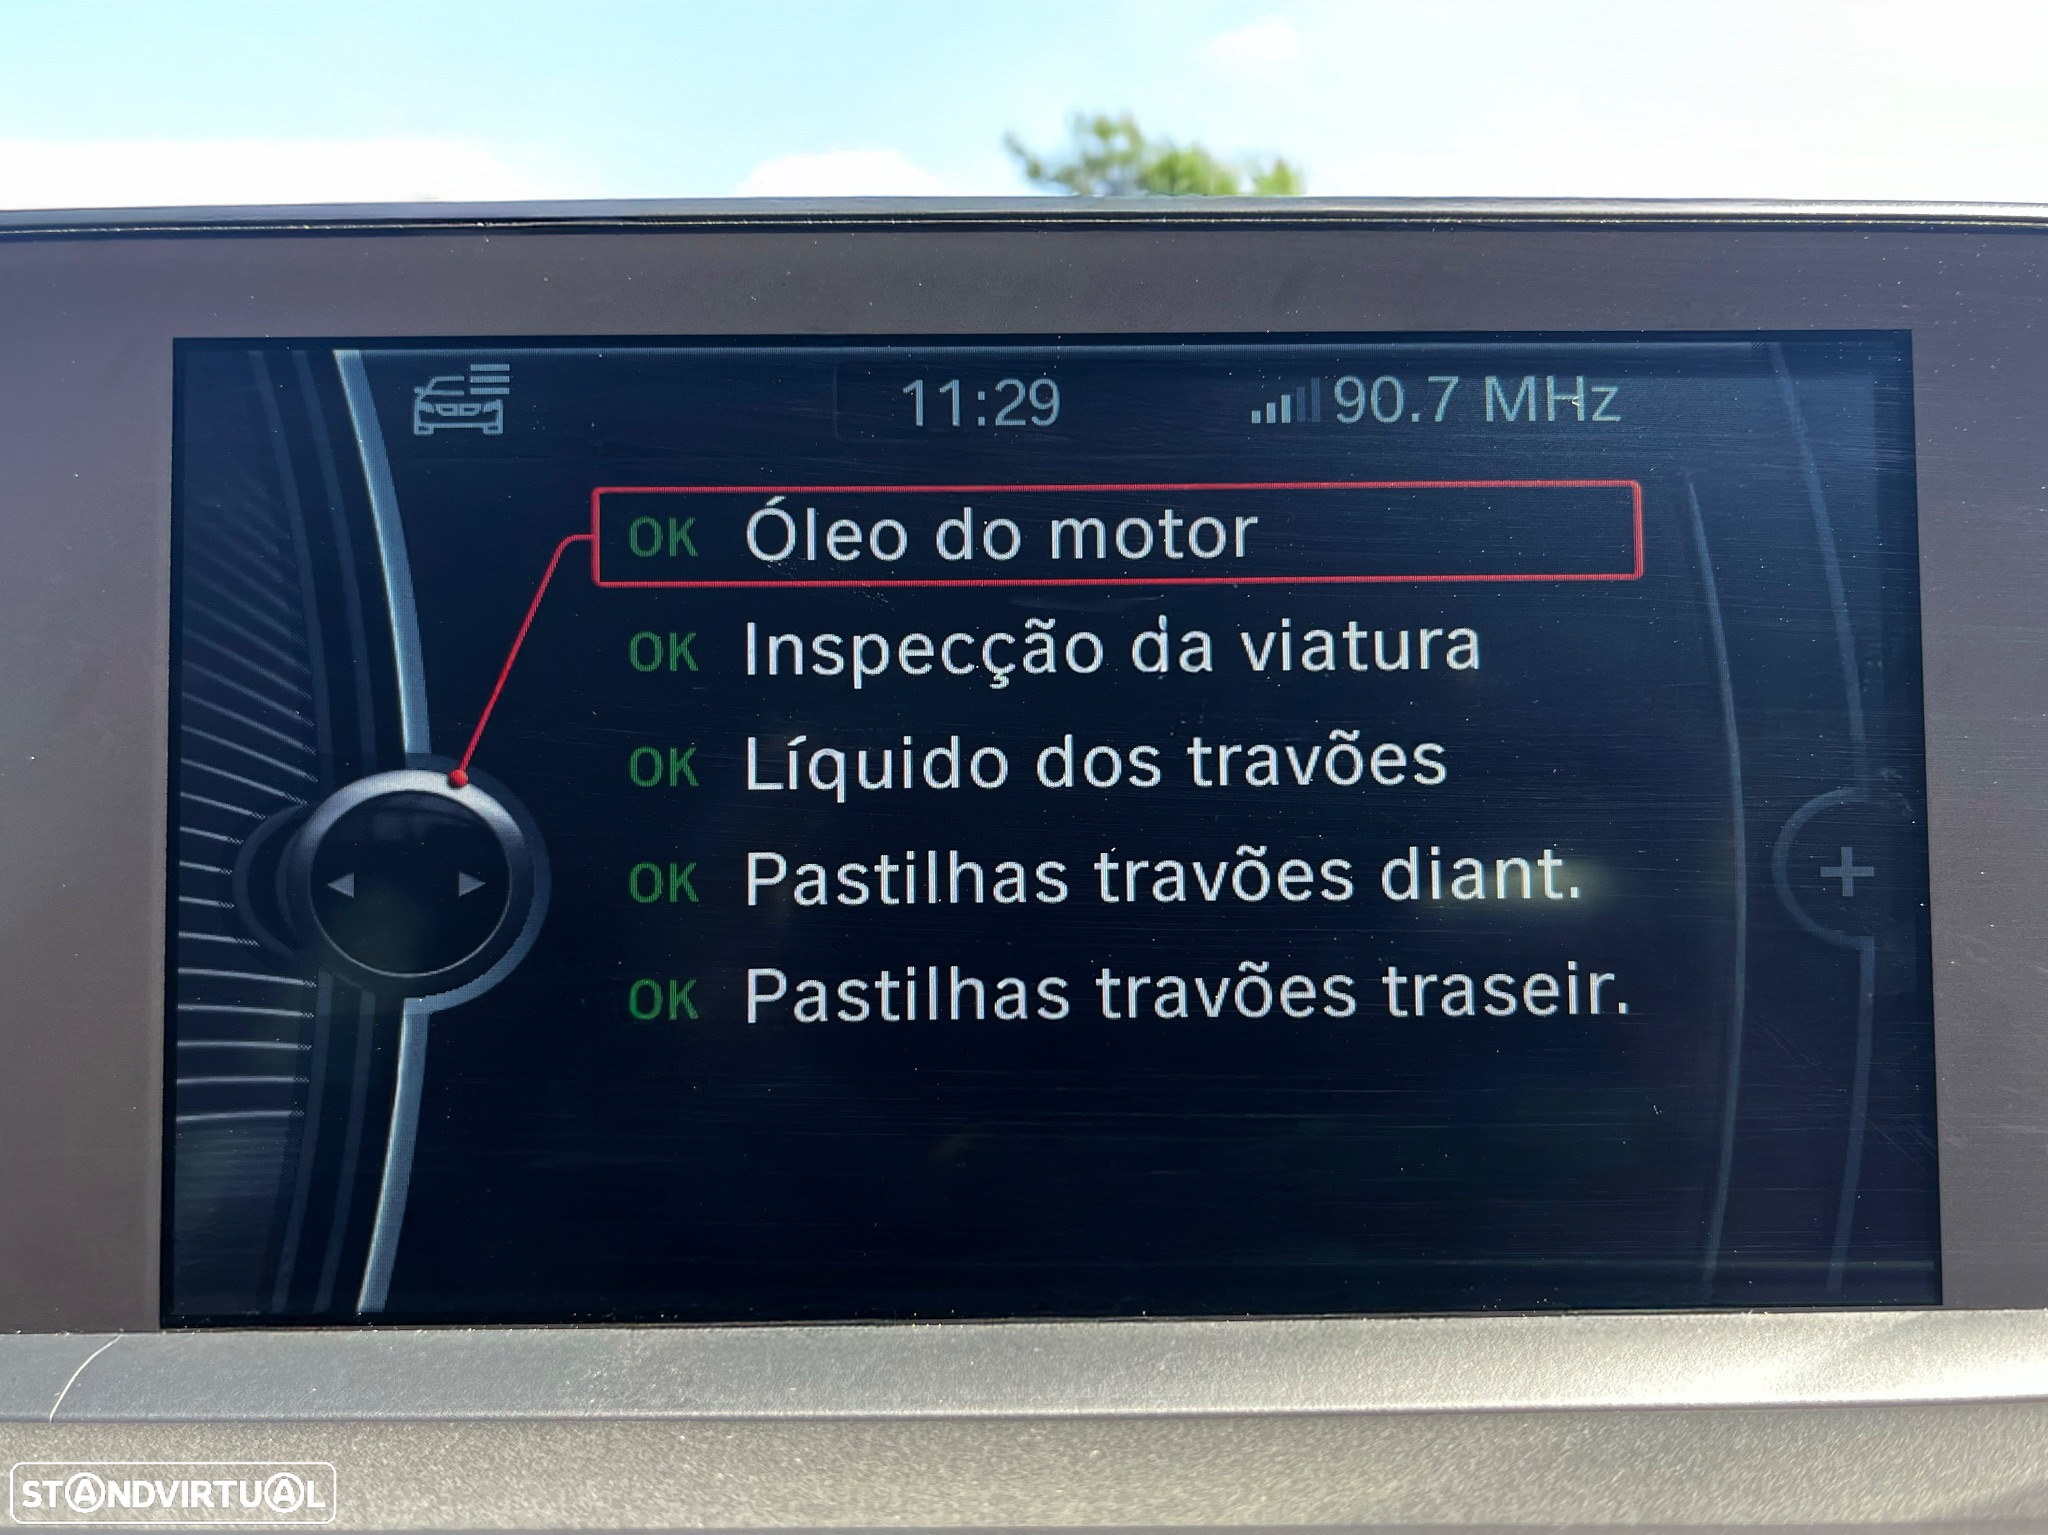 11:29 90.7 MHz
OK Óleo do motor
OK Inspecção da viatura
OK Líquido dos travões
OK Pastilhas travões diant.
OK Pastilhas travões traseir.
STANDVIRTUAL